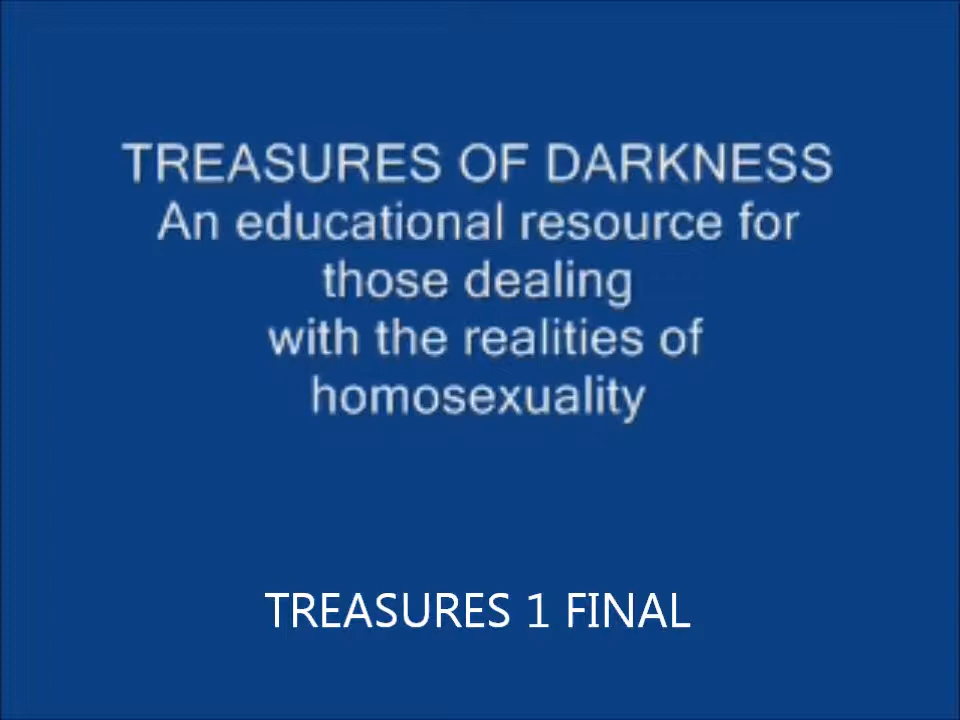 TREASURES OF DARKNESS
An educational resource for
those dealing
with the realities of
homosexuality
TREASURES 1 FINAL